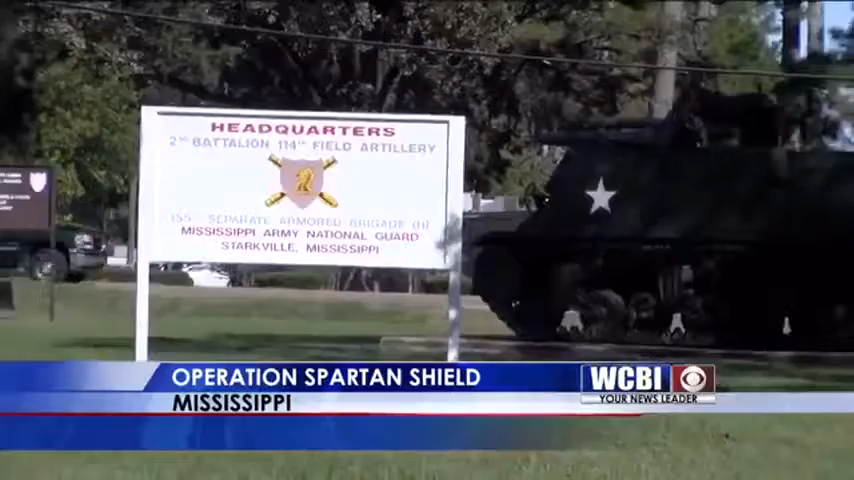 HEADQUARTERS
2ND BATTALION 114TH FIELD ARTILLERY
SEPARATE ARMORED BRIGADE
MISSISSIPPI ARMY NATIONAL GUARD
STARKVILLE, MISSISSIPPI
OPERATION SPARTAN SHIELD
MISSISSIPPI
WCBI
YOUR NEWS LEADER